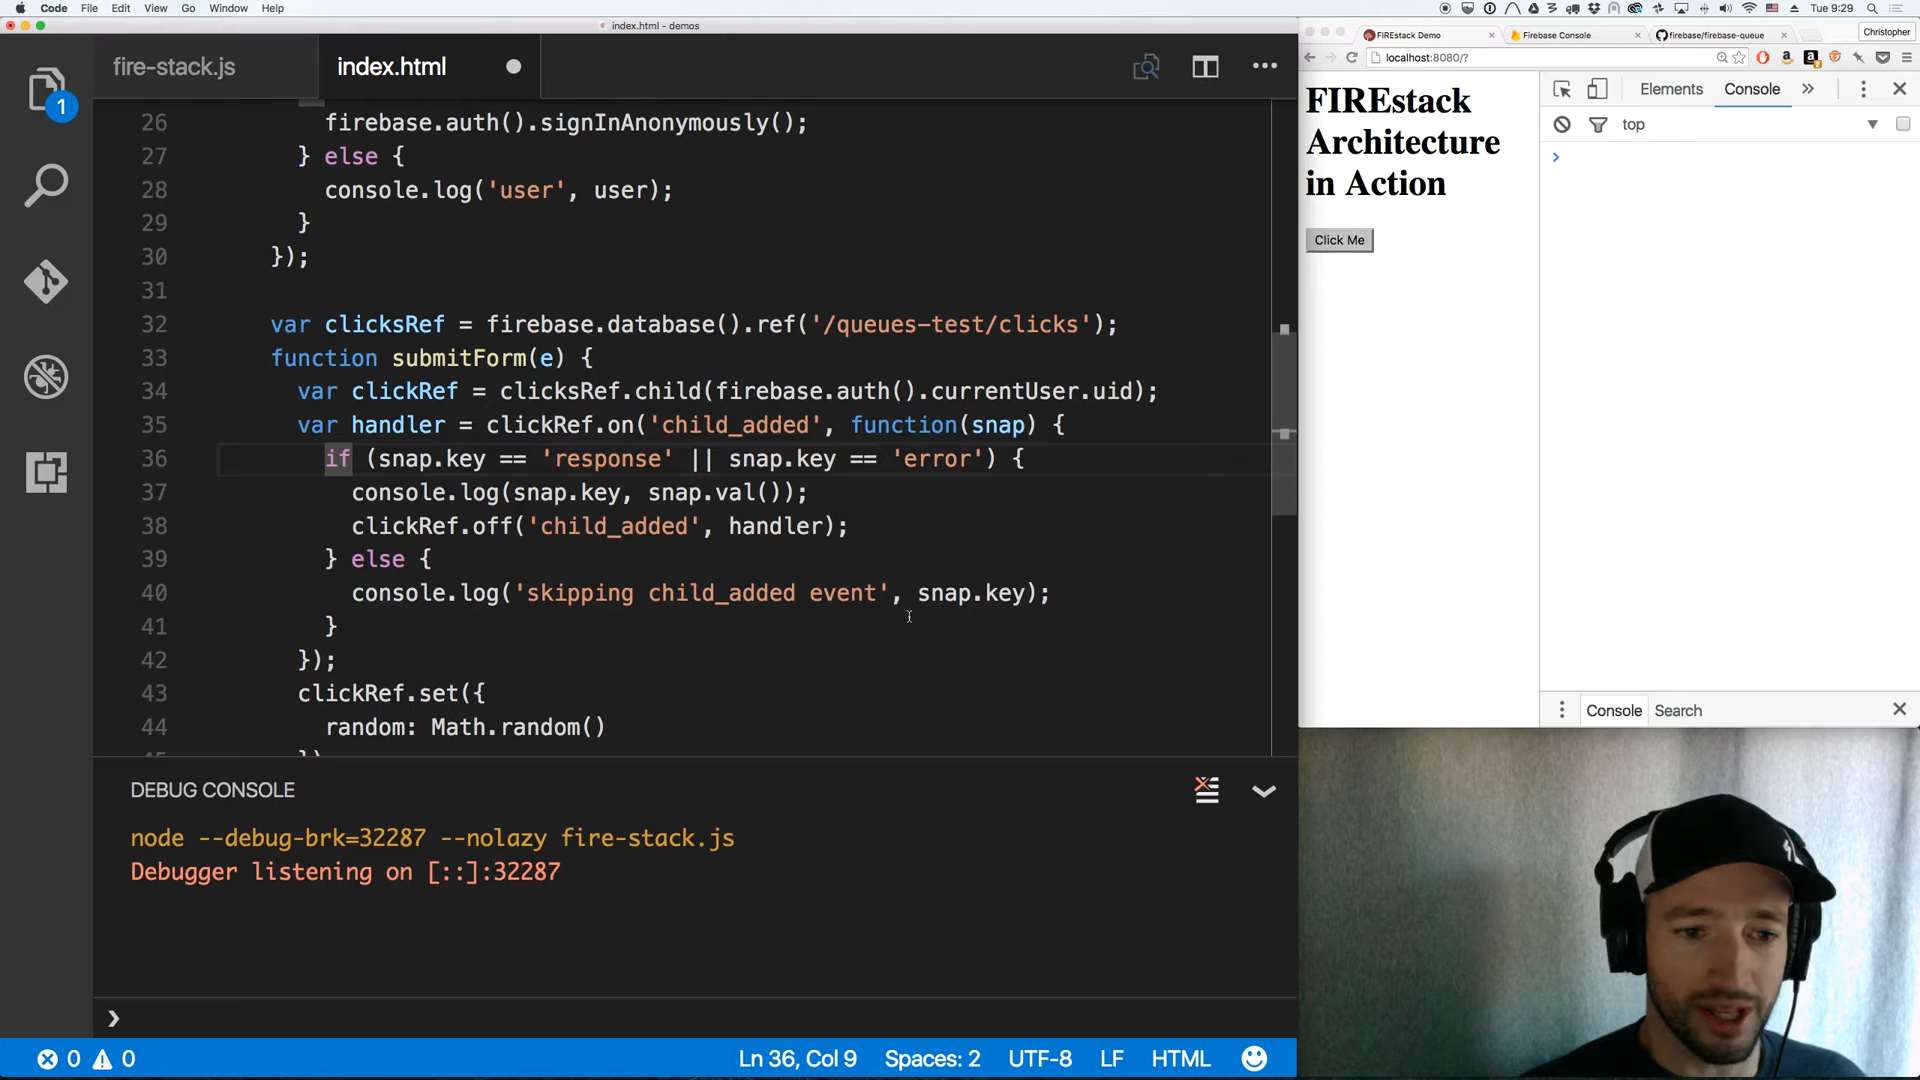 Code File Edit View Go Window Help
Tue 9:29
index.html - demos
fire-stack.js
index.html
1
26 firebase.auth().signInAnonymously();
27 } else {
28 console.log('user', user);
29 }
30 });
31
32 var clicksRef = firebase.database().ref('/queues-test/clicks');
33 function submitForm(e) {
34 var clickRef = clicksRef.child(firebase.auth().currentUser.uid);
35 var handler = clickRef.on('child_added', function(snap) {
36 if (snap.key == 'response' || snap.key == 'error') {
37 console.log(snap.key, snap.val());
38 clickRef.off('child_added', handler);
39 } else {
40 console.log('skipping child_added event', snap.key);
41 }
42 });
43 clickRef.set({
44 random: Math.random()
DEBUG CONSOLE
node --debug-brk=32287 --nolazy fire-stack.js
Debugger listening on [::]:32287
0 0
Ln 36, Col 9 Spaces: 2 UTF-8 LF HTML
FIREstack Demo
Firebase Console
firebase/firebase-queue
Christopher
localhost:8080/?
FIREstack
Architecture
in Action
Click Me
Elements Console
top
Console Search